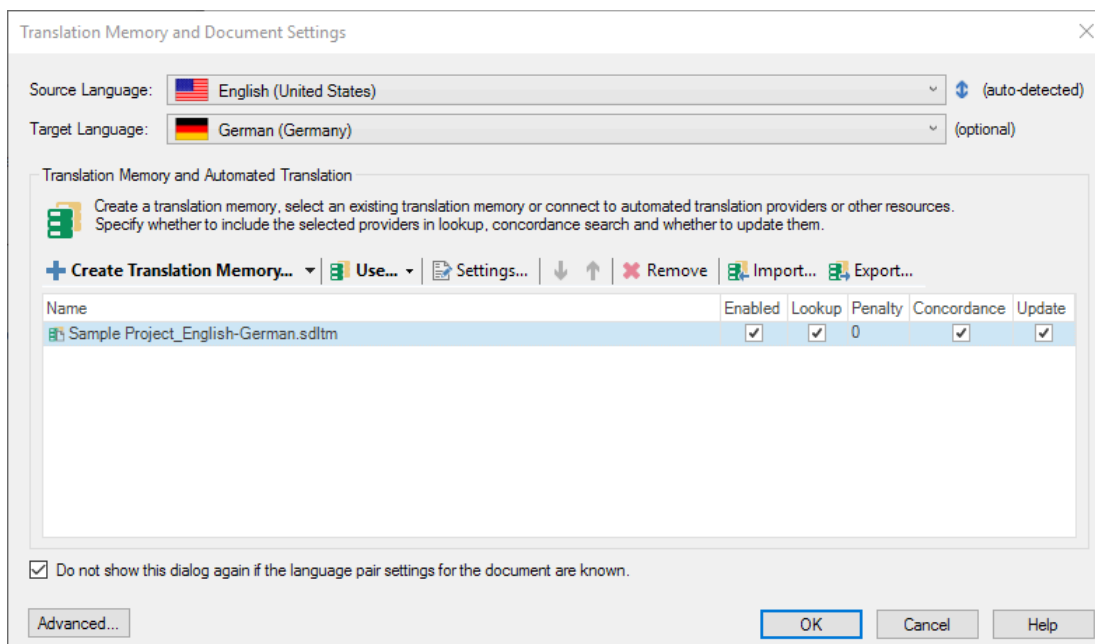 Translation Memory and Document Settings
Source Language: English (United States) (auto-detected)
Target Language: German (Germany) (optional)
Translation Memory and Automated Translation
Create a translation memory, select an existing translation memory or connect to automated translation providers or other resources.
Specify whether to include the selected providers in lookup, concordance search and whether to update them.
Create Translation Memory... Use... Settings... Remove Import... Export...
Name Enabled Lookup Penalty Concordance Update
Sample Project_English-German.sdltm 0
Do not show this dialog again if the language pair settings for the document are known.
Advanced... OK Cancel Help